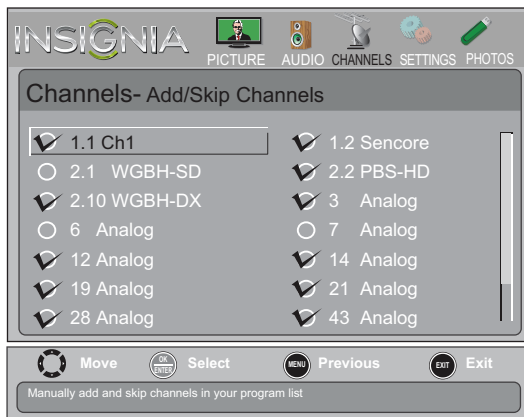 INSIGNIA
PICTURE AUDIO CHANNELS SETTINGS PHOTOS
Channels- Add/Skip Channels
1.1 Ch1 1.2 Sencore
2.1 WGBH-SD 2.2 PBS-HD
2.10 WGBH-DX 3 Analog
6 Analog 7 Analog
12 Analog 14 Analog
19 Analog 21 Analog
28 Analog 43 Analog
Move OK ENTER Select MENU Previous EXIT Exit
Manually add and skip channels in your program list